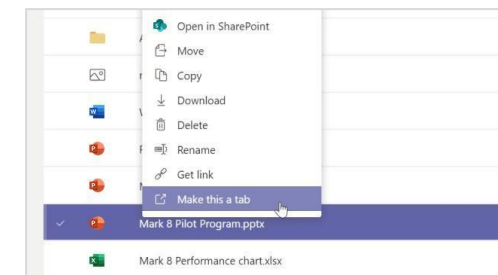 Open in SharePoint
Move
Copy
Download
Delete
Rename
Get link
Make this a tab
Mark 8 Pilot Program.pptx
Mark 8 Performance chart.xlsx